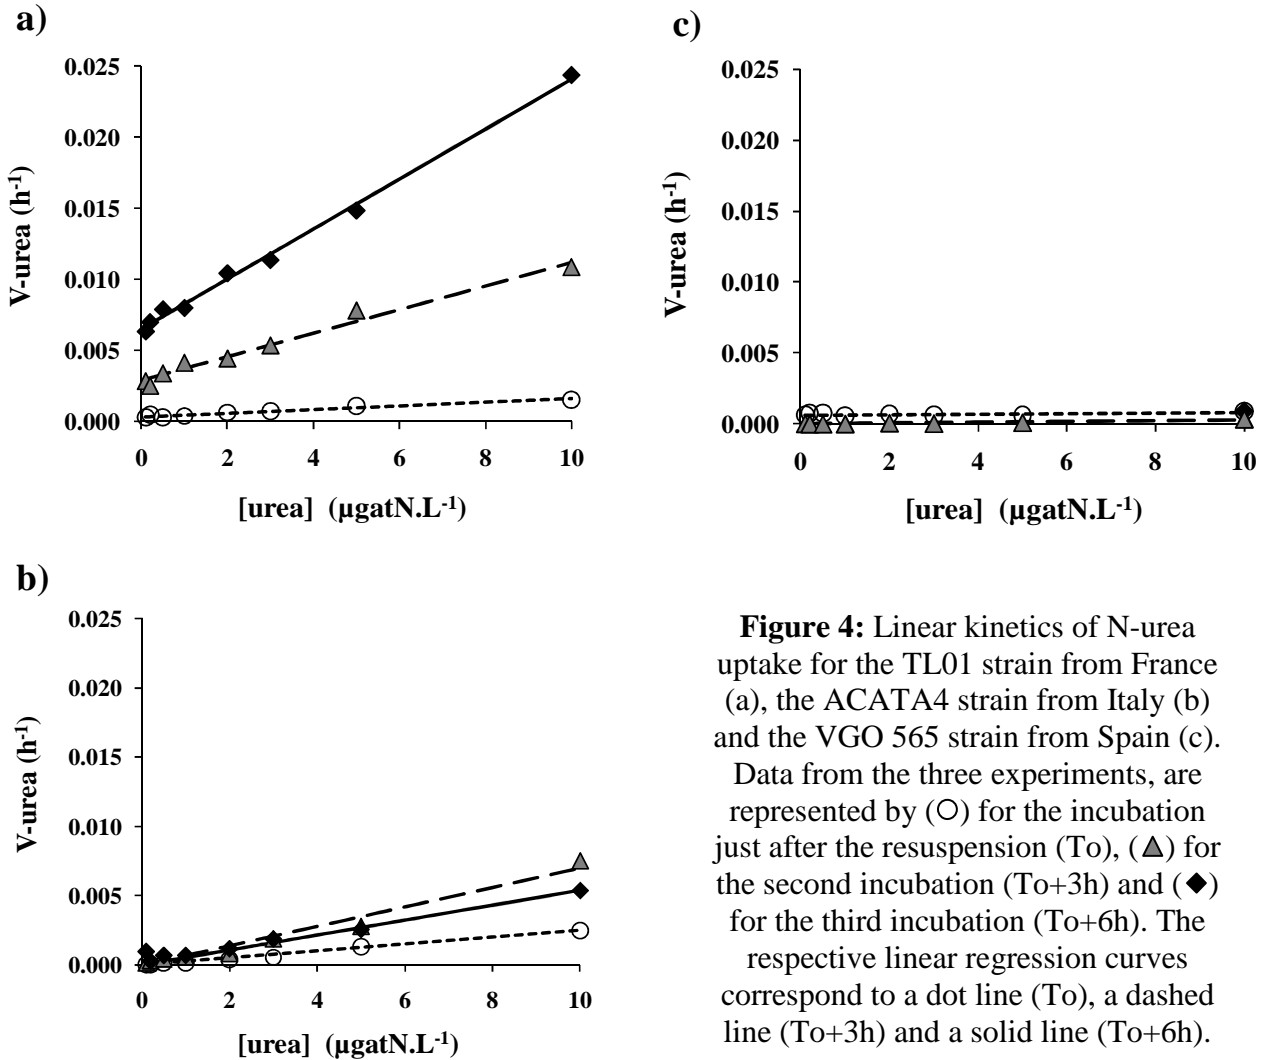 a)
0.025
0.020
0.015
0.010
0.005
0.000
V-urea (h-1)
0 2 4 6 8 10
[urea] (µgatN.L-1)
c)
0.025
0.020
0.015
0.010
0.005
0.000
V-urea (h-1)
0 2 4 6 8 10
[urea] (µgatN.L-1)
b)
0.025
0.020
0.015
0.010
0.005
0.000
V-urea (h-1)
0 2 4 6 8 10
[urea] (µgatN.L-1)
Figure 4: Linear kinetics of N-urea
uptake for the TL01 strain from France
(a), the ACATA4 strain from Italy (b)
and the VGO 565 strain from Spain (c).
Data from the three experiments, are
represented by (○) for the incubation
just after the resuspension (To), (▲) for
the second incubation (To+3h) and (◆)
for the third incubation (To+6h). The
respective linear regression curves
correspond to a dot line (To), a dashed
line (To+3h) and a solid line (To+6h).